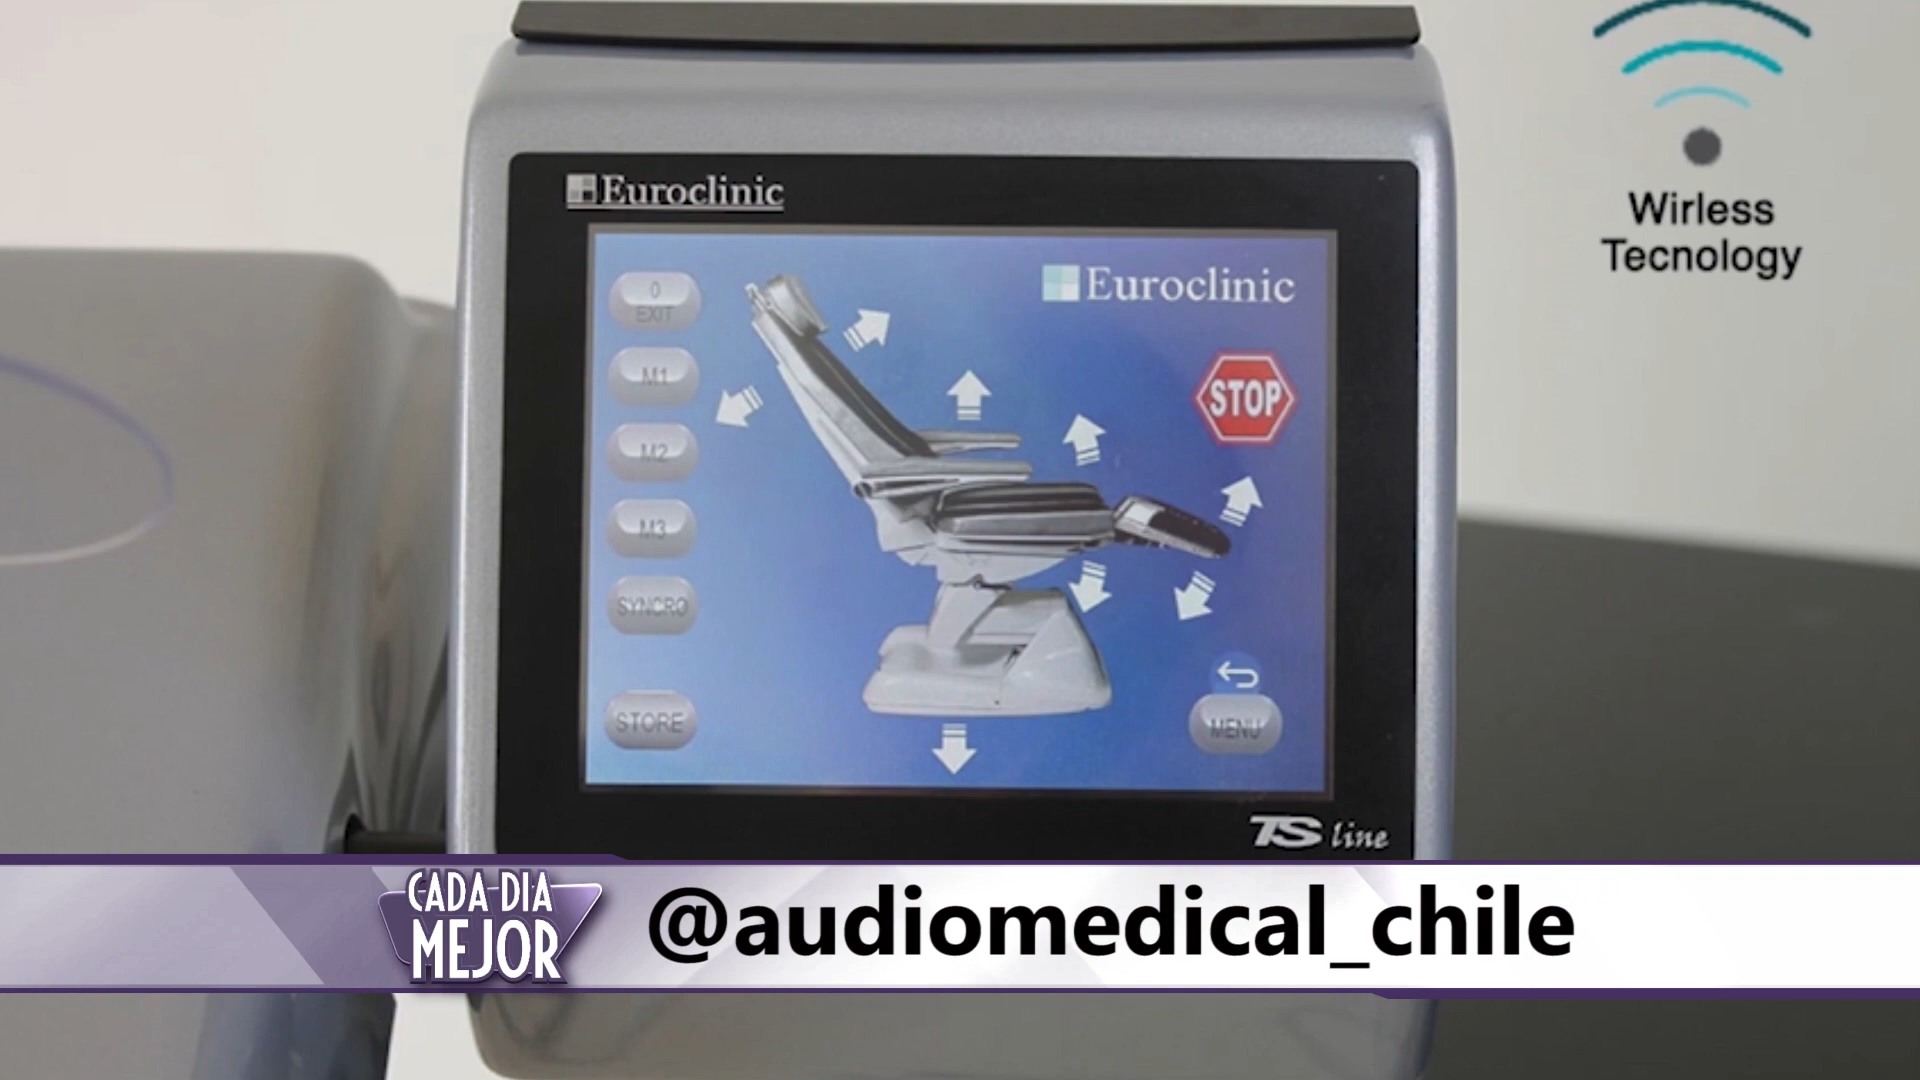 Euroclinic
Wirless
Tecnology
Euroclinic
0
EXIT
M1
M2
M3
SYNCRO
STORE
STOP
MENU
TS line
CADA DIA
MEJOR
@audiomedical_chile